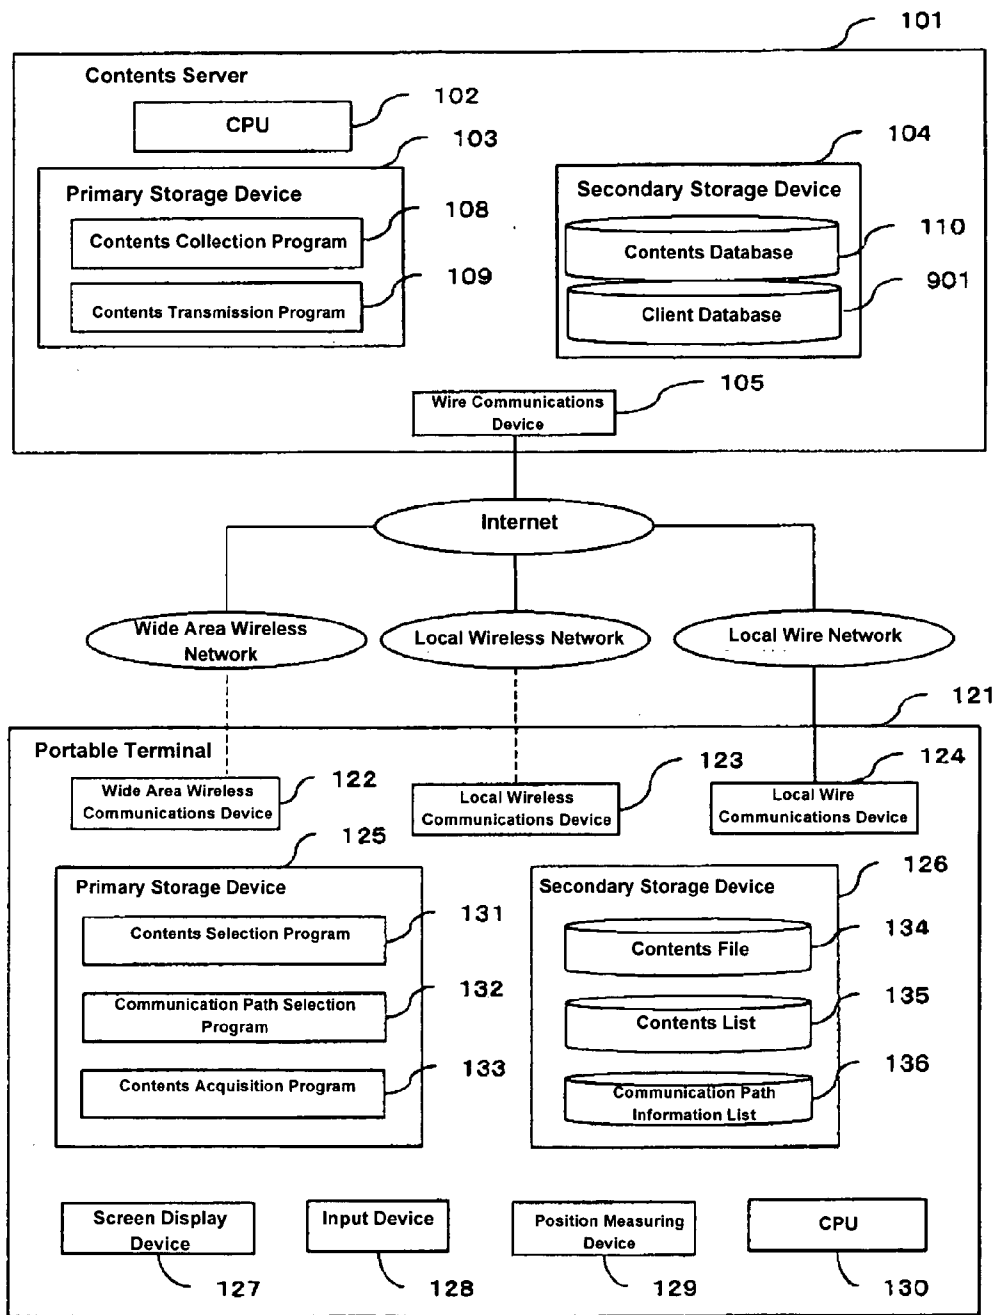 101
Contents Server
102
CPU
103
104
Primary Storage Device
Secondary Storage Device
108
Contents Collection Program
110
Contents Database
109
Contents Transmission Program
901
Client Database
105
Wire Communications
Device
Internet
Wide Area Wireless
Network
Local Wireless Network
Local Wire Network
121
Portable Terminal
122
Wide Area Wireless
Communications Device
123
Local Wireless
Communications Device
124
Local Wire
Communications Device
125
Primary Storage Device
126
Secondary Storage Device
131
Contents Selection Program
134
Contents File
132
Communication Path Selection
Program
135
Contents List
133
Contents Acquisition Program
136
Communication Path
Information List
Screen Display
Device
Input Device
Position Measuring
Device
CPU
127
128
129
130